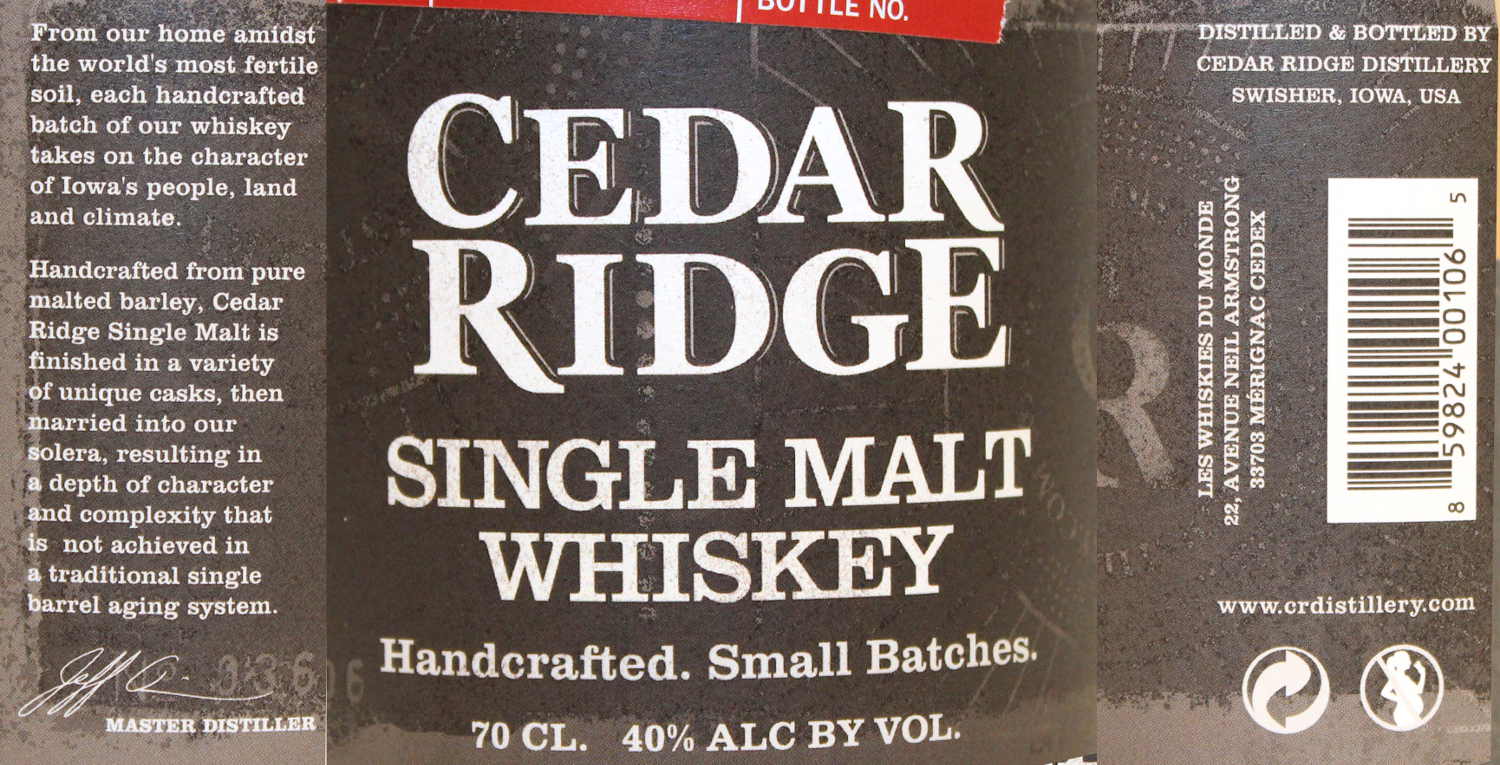 From our home amidst
the world's most fertile
soil, each handcrafted
batch of our whiskey
takes on the character
of Iowa's people, land
and climate.
Handcrafted from pure
malted barley, Cedar
Ridge Single Malt is
finished in a variety
of unique casks, then
married into our
solera, resulting in
a depth of character
and complexity that
is not achieved in
a traditional single
barrel aging system.
MASTER DISTILLER
BOTTLE NO.
CEDAR
RIDGE
SINGLE MALT
WHISKEY
Handcrafted. Small Batches.
70 CL. 40% ALC BY VOL.
DISTILLED & BOTTLED BY
CEDAR RIDGE DISTILLERY
SWISHER, IOWA, USA
LES WHISKIES DU MONDE
22, AVENUE NEIL ARMSTRONG
33703 MÉRIGNAC CEDEX
8 59824 00106 5
www.crdistillery.com